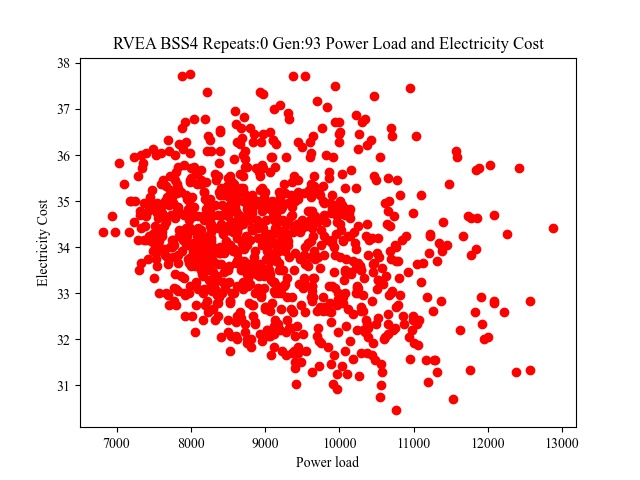 RVEA BSS4 Repeats:0 Gen:93 Power Load and Electricity Cost
38
37
36
35
34
33
32
31
Electricity Cost
7000 8000 9000 10000 11000 12000 13000
Power load